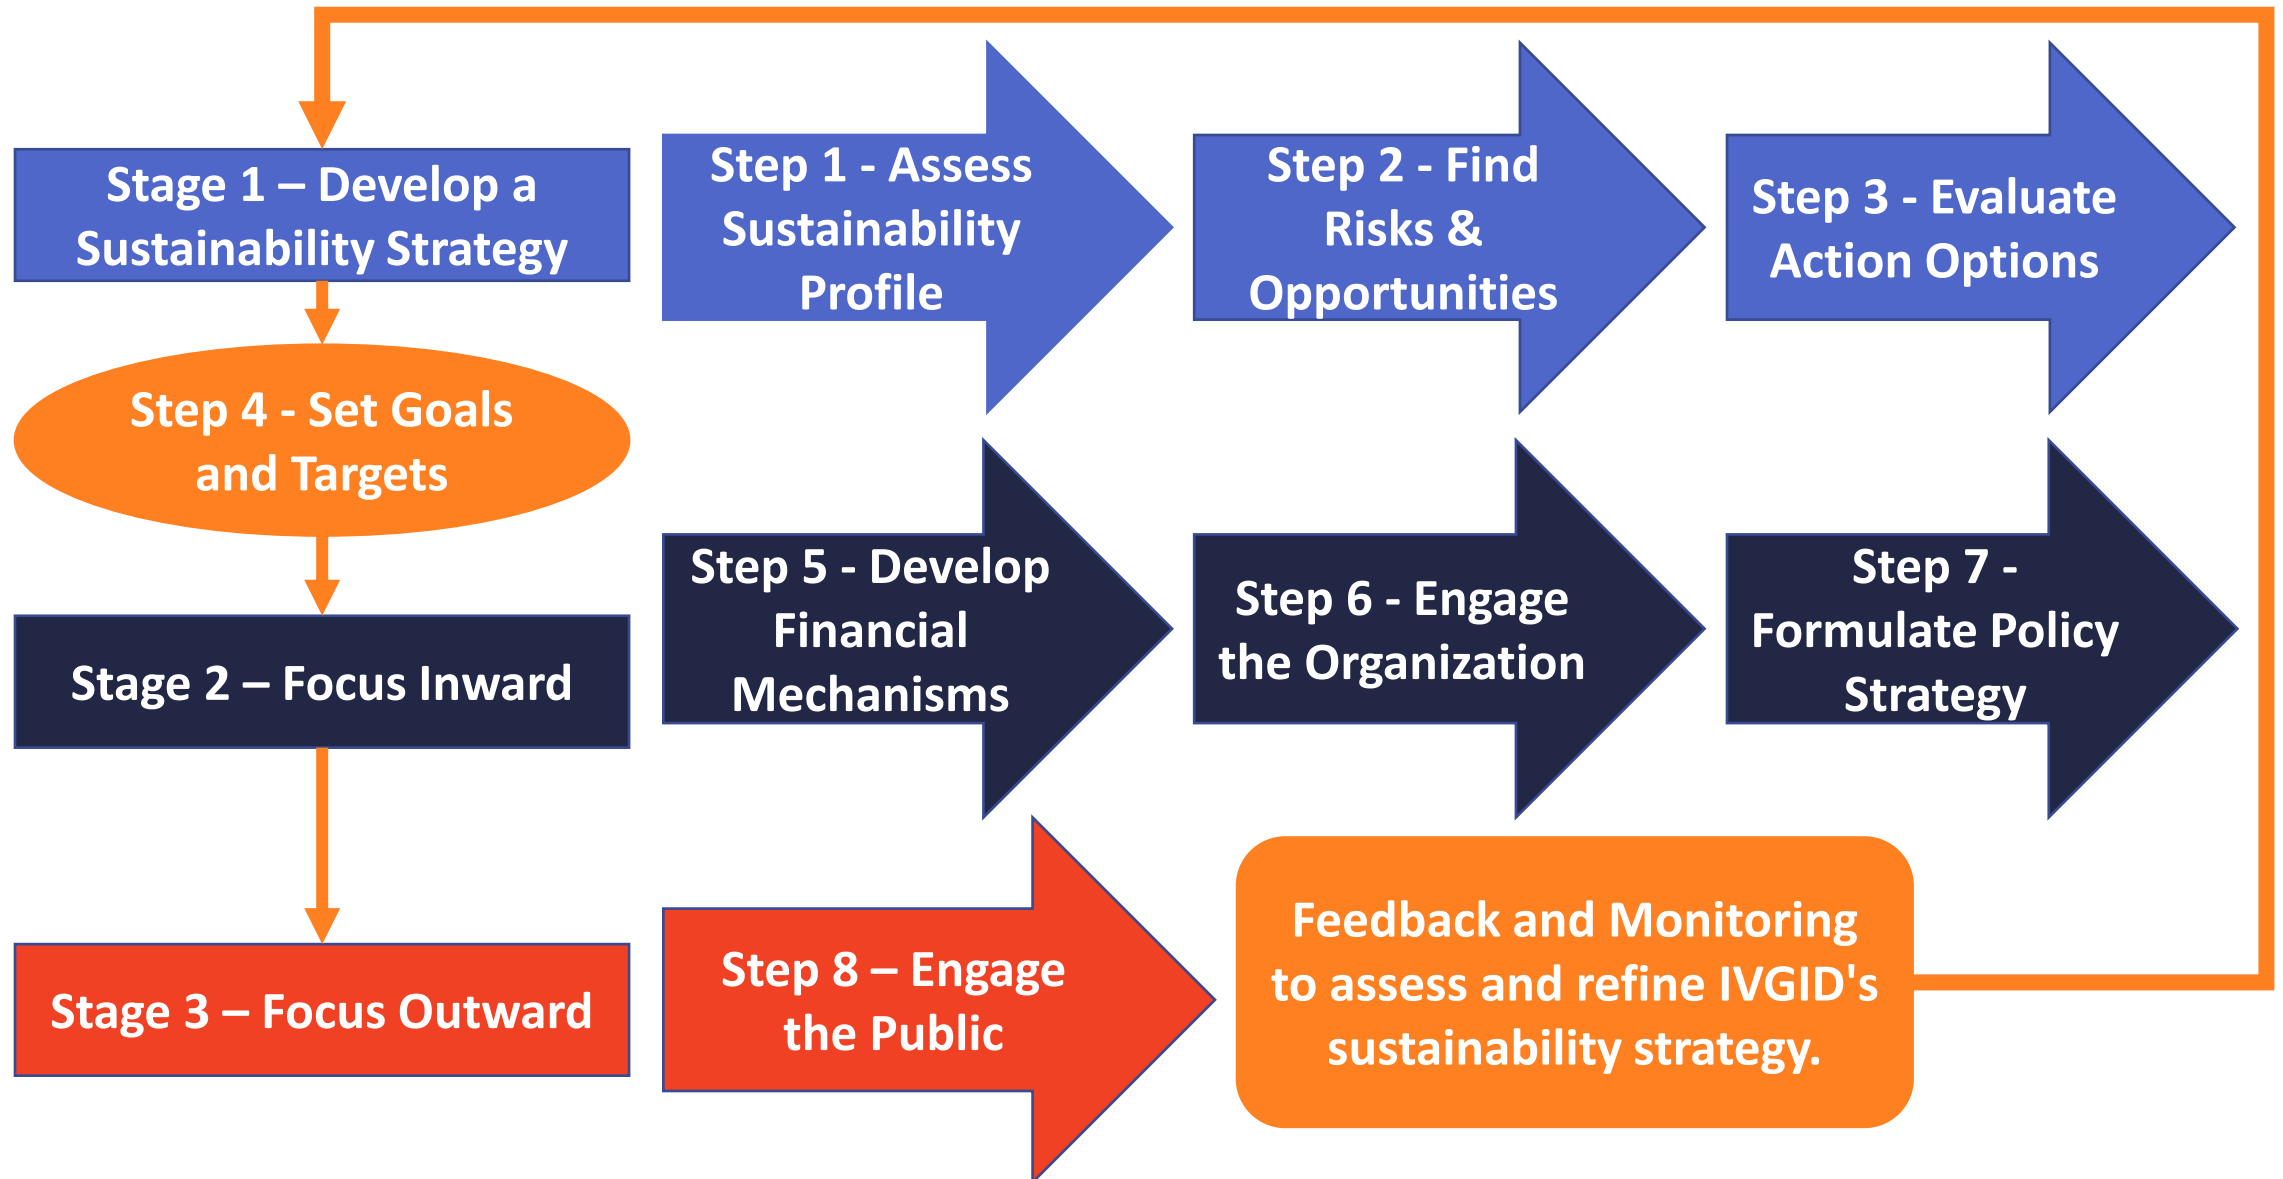 Stage 1 – Develop a
Sustainability Strategy
Step 1 - Assess
Sustainability
Profile
Step 2 - Find
Risks &
Opportunities
Step 3 - Evaluate
Action Options
Step 4 - Set Goals
and Targets
Stage 2 – Focus Inward
Step 5 - Develop
Financial
Mechanisms
Step 6 - Engage
the Organization
Step 7 -
Formulate Policy
Strategy
Stage 3 – Focus Outward
Step 8 – Engage
the Public
Feedback and Monitoring
to assess and refine IVGID's
sustainability strategy.